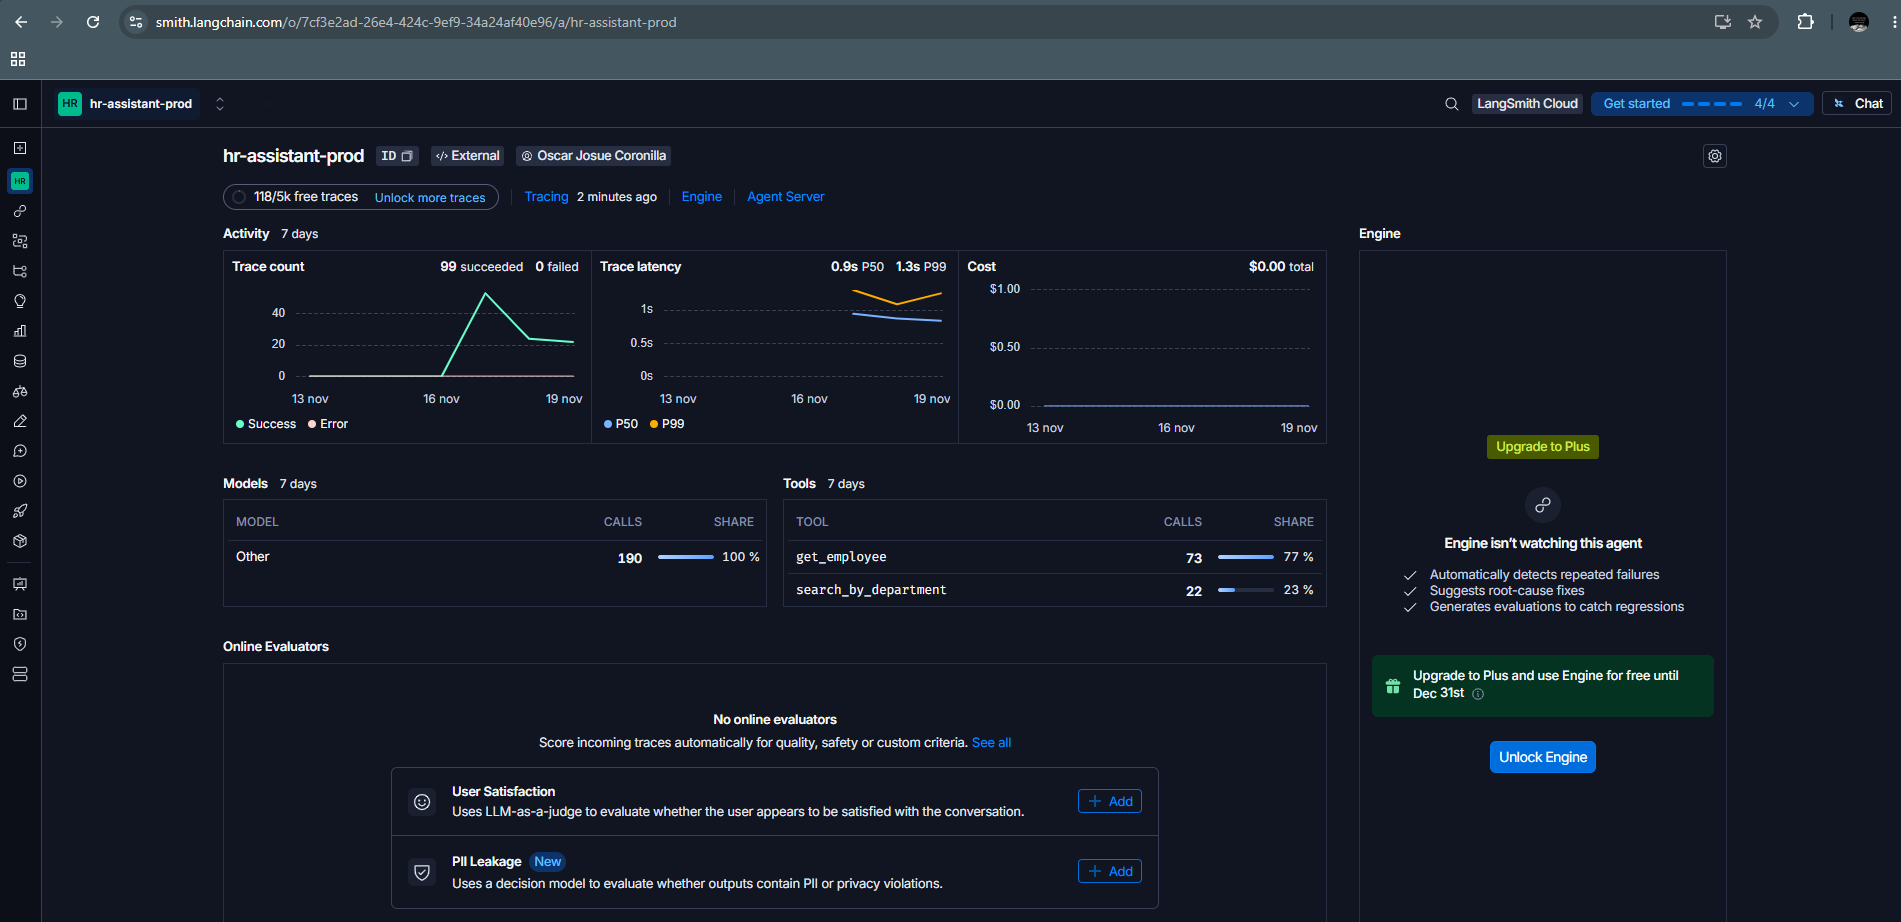 smith.langchain.com/o/7cf3e2ad-26e4-424c-9ef9-34a24af40e96/a/hr-assistant-prod
HR hr-assistant-prod
LangSmith Cloud
Get started 4/4
Chat
HR
hr-assistant-prod ID External Oscar Josue Coronilla
118/5k free traces Unlock more traces Tracing 2 minutes ago Engine Agent Server
Activity 7 days
Trace count 99 succeeded 0 failed
40
20
0
13 nov 16 nov 19 nov
Success Error
Trace latency 0.9s P50 1.3s P99
1s
0.5s
0s
13 nov 16 nov 19 nov
P50 P99
Cost $0.00 total
$1.00
$0.50
$0.00
13 nov 16 nov 19 nov
Models 7 days
MODEL CALLS SHARE
Other 190 100 %
Tools 7 days
TOOL CALLS SHARE
get_employee 73 77 %
search_by_department 22 23 %
Online Evaluators
No online evaluators
Score incoming traces automatically for quality, safety or custom criteria. See all
User Satisfaction
Uses LLM-as-a-judge to evaluate whether the user appears to be satisfied with the conversation.
Add
PII Leakage New
Uses a decision model to evaluate whether outputs contain PII or privacy violations.
Add
Engine
Upgrade to Plus
Engine isn't watching this agent
Automatically detects repeated failures
Suggests root-cause fixes
Generates evaluations to catch regressions
Upgrade to Plus and use Engine for free until
Dec 31st
Unlock Engine